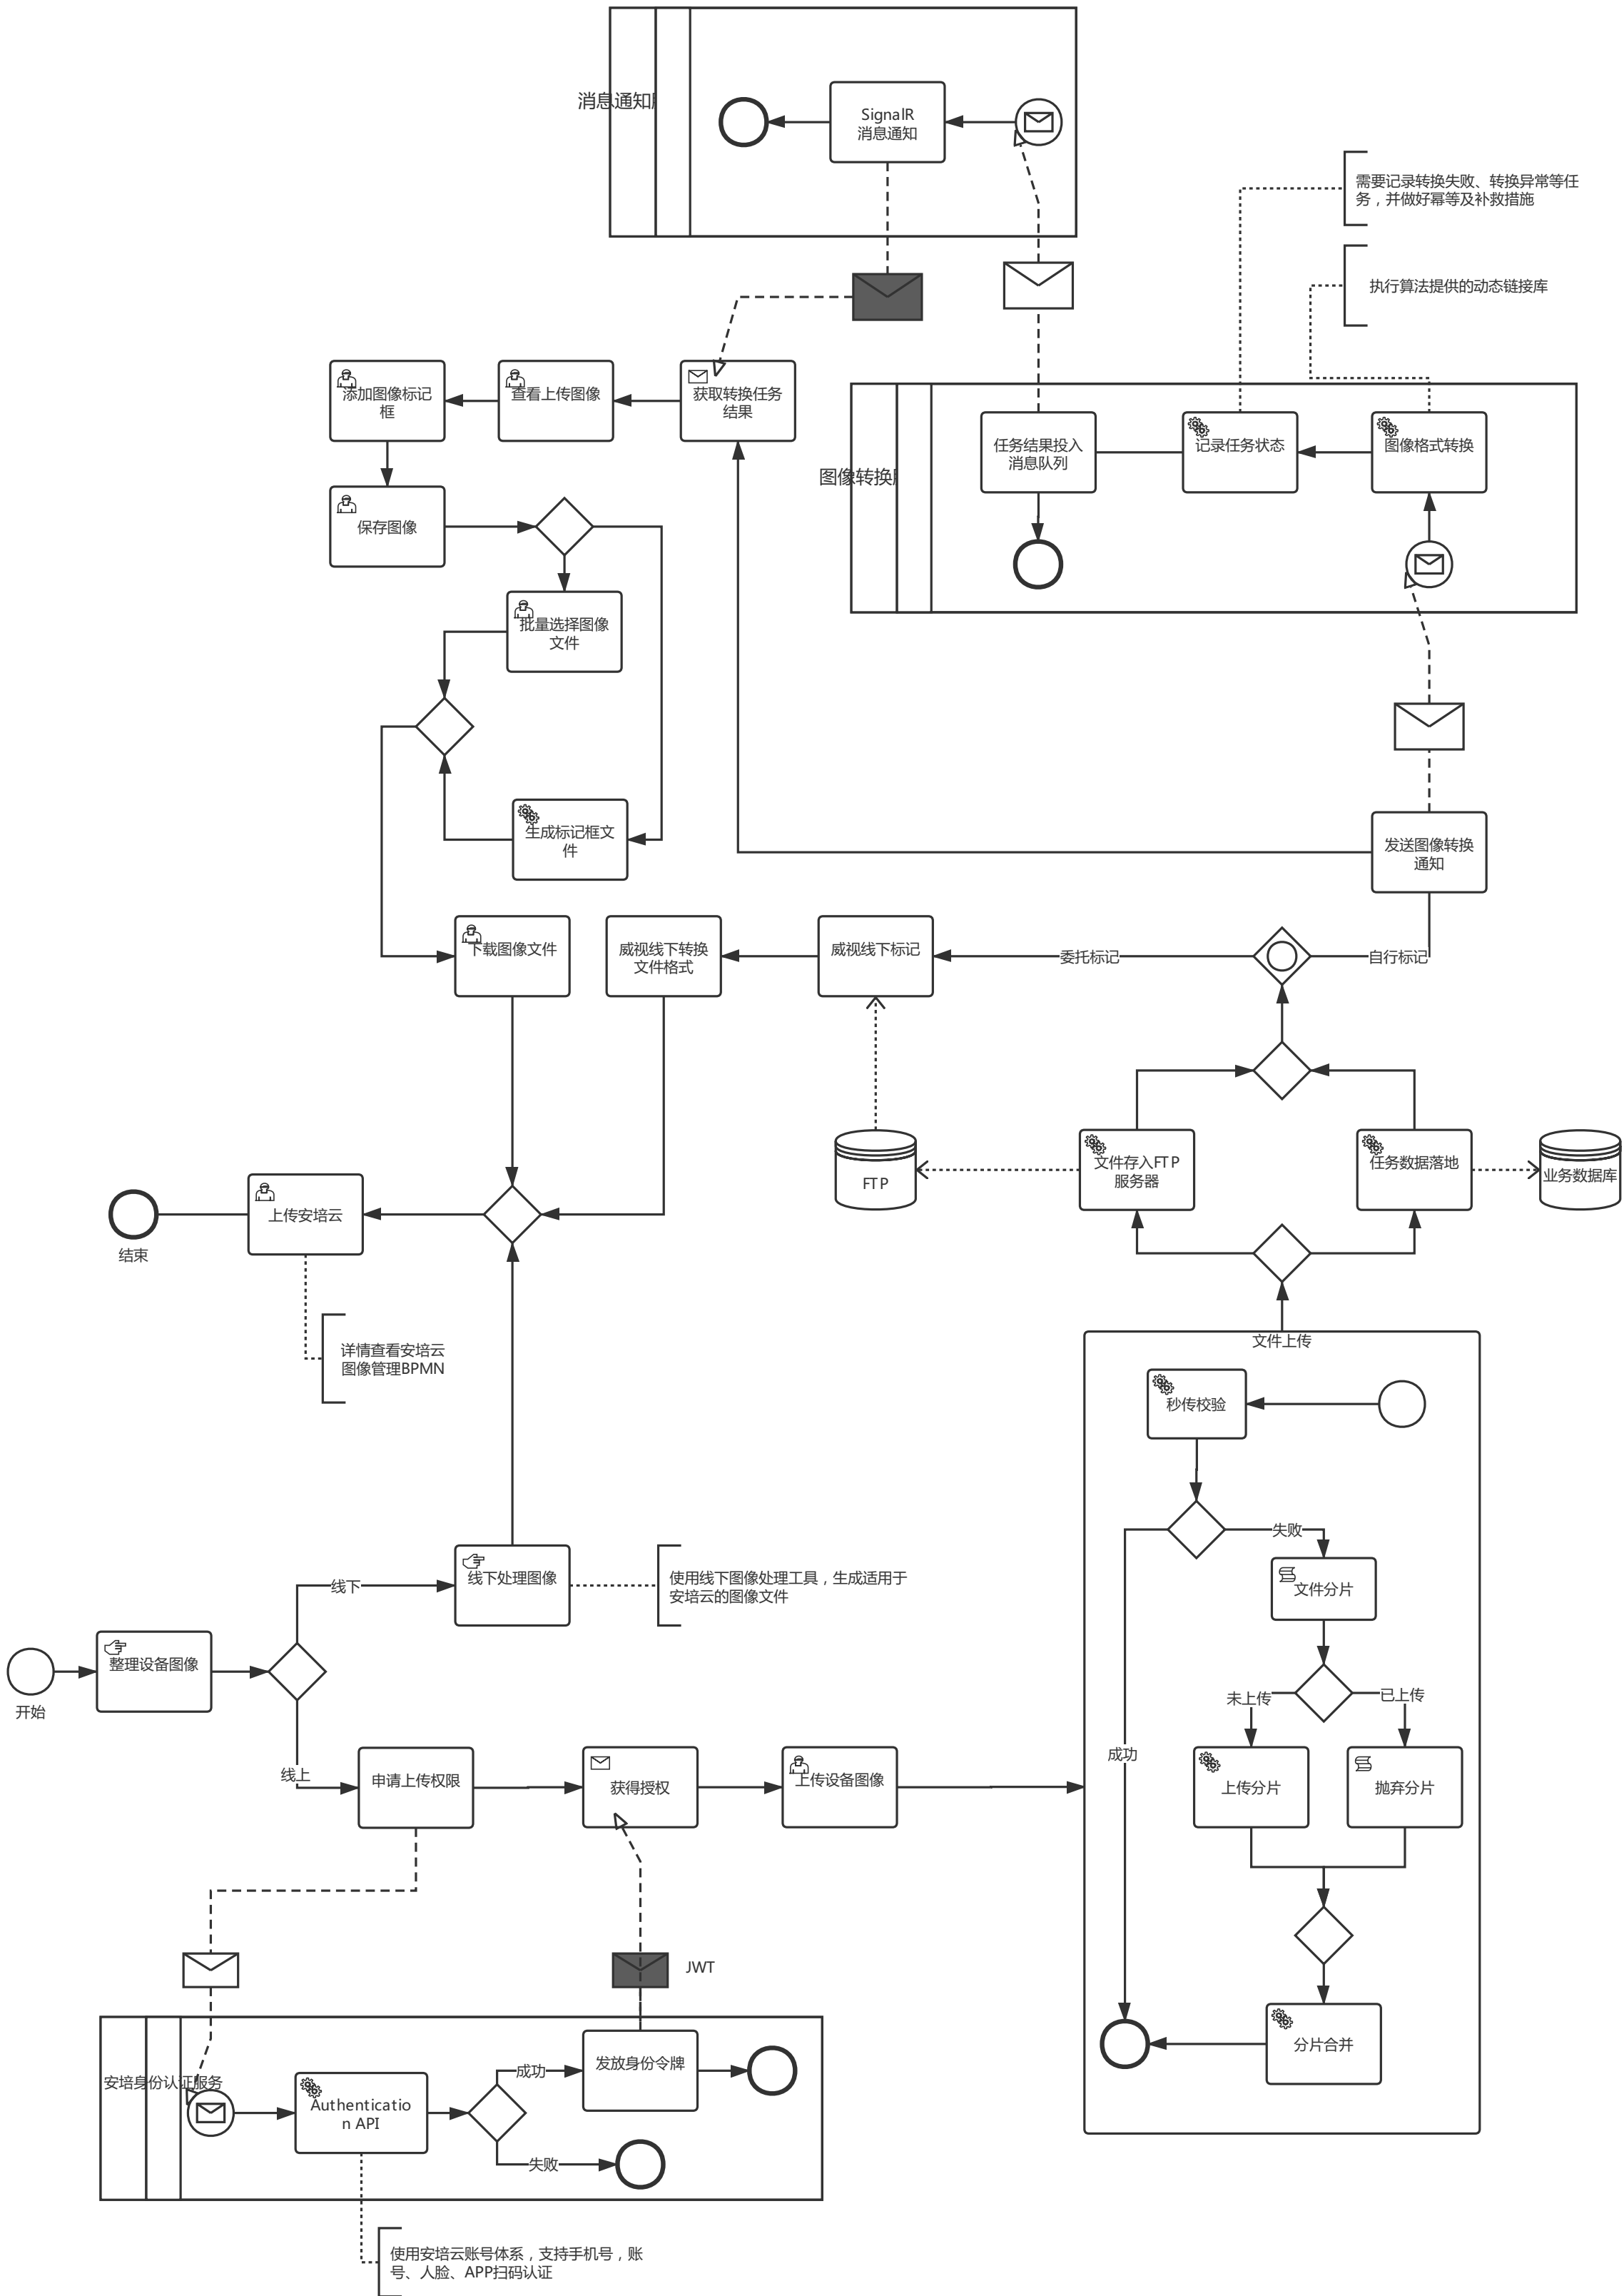 消息通知
SignalR
消息通知
需要记录转换失败、转换异常等任
务，并做好幂等及补救措施
执行算法提供的动态链接库
添加图像标记
框
查看上传图像
获取转换任务
结果
图像转换
任务结果投入
消息队列
记录任务状态
图像格式转换
保存图像
批量选择图像
文件
生成标记框文
件
发送图像转换
通知
下载图像文件
威视线下转换
文件格式
威视线下标记
委托标记
自行标记
FTP
文件存入FTP
服务器
任务数据落地
业务数据库
上传安培云
结束
详情查看安培云
图像管理BPMN
文件上传
秒传校验
失败
文件分片
未上传
已上传
成功
上传分片
抛弃分片
分片合并
线下
线下处理图像
使用线下图像处理工具，生成适用于
安培云的图像文件
整理设备图像
开始
线上
申请上传权限
获得授权
上传设备图像
JWT
安培身份认证服务
Authenticatio
n API
成功
发放身份令牌
失败
使用安培云账号体系，支持手机号，账
号、人脸、APP扫码认证